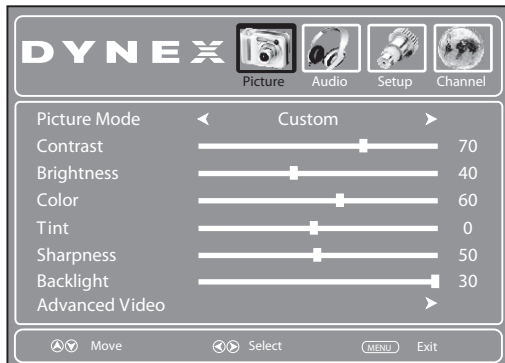 DYNEX
Picture Audio Setup Channel
Picture Mode Custom
Contrast 70
Brightness 40
Color 60
Tint 0
Sharpness 50
Backlight 30
Advanced Video
Move Select MENU Exit